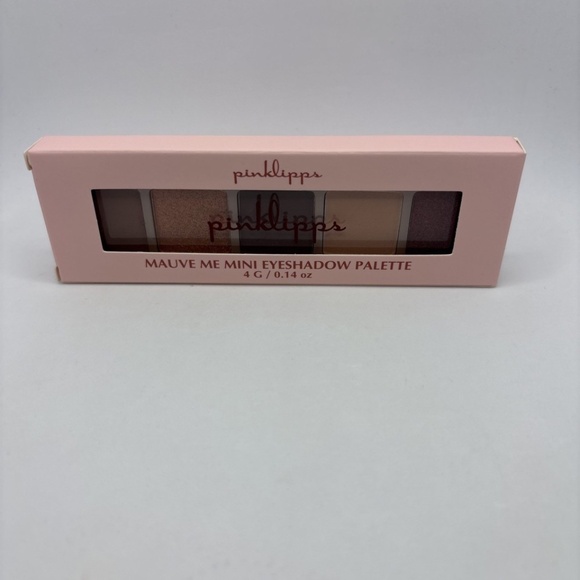 pinklipps
pinklipps
MAUVE ME MINI EYESHADOW PALETTE
4 G / 0.14 oz